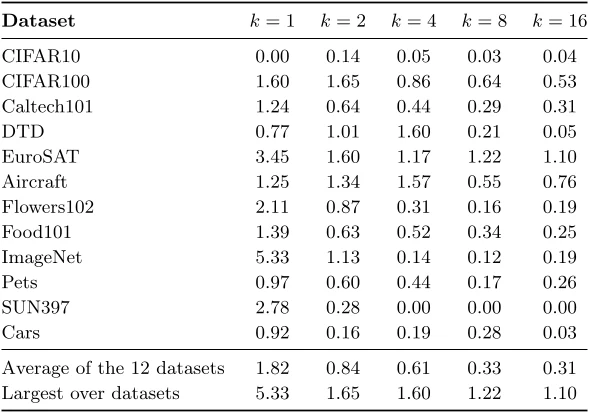 Dataset k = 1 k = 2 k = 4 k = 8 k = 16
CIFAR10 0.00 0.14 0.05 0.03 0.04
CIFAR100 1.60 1.65 0.86 0.64 0.53
Caltech101 1.24 0.64 0.44 0.29 0.31
DTD 0.77 1.01 1.60 0.21 0.05
EuroSAT 3.45 1.60 1.17 1.22 1.10
Aircraft 1.25 1.34 1.57 0.55 0.76
Flowers102 2.11 0.87 0.31 0.16 0.19
Food101 1.39 0.63 0.52 0.34 0.25
ImageNet 5.33 1.13 0.14 0.12 0.19
Pets 0.97 0.60 0.44 0.17 0.26
SUN397 2.78 0.28 0.00 0.00 0.00
Cars 0.92 0.16 0.19 0.28 0.03
Average of the 12 datasets 1.82 0.84 0.61 0.33 0.31
Largest over datasets 5.33 1.65 1.60 1.22 1.10